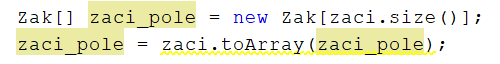 Zak[] zaci_pole = new Zak[zaci.size()];
zaci_pole = zaci.toArray(zaci_pole);